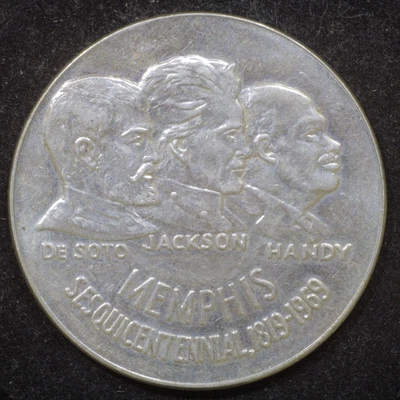 DE SOTO JACKSON HANDY
MEMPHIS
SESQUICENTENNIAL, 1819-1969